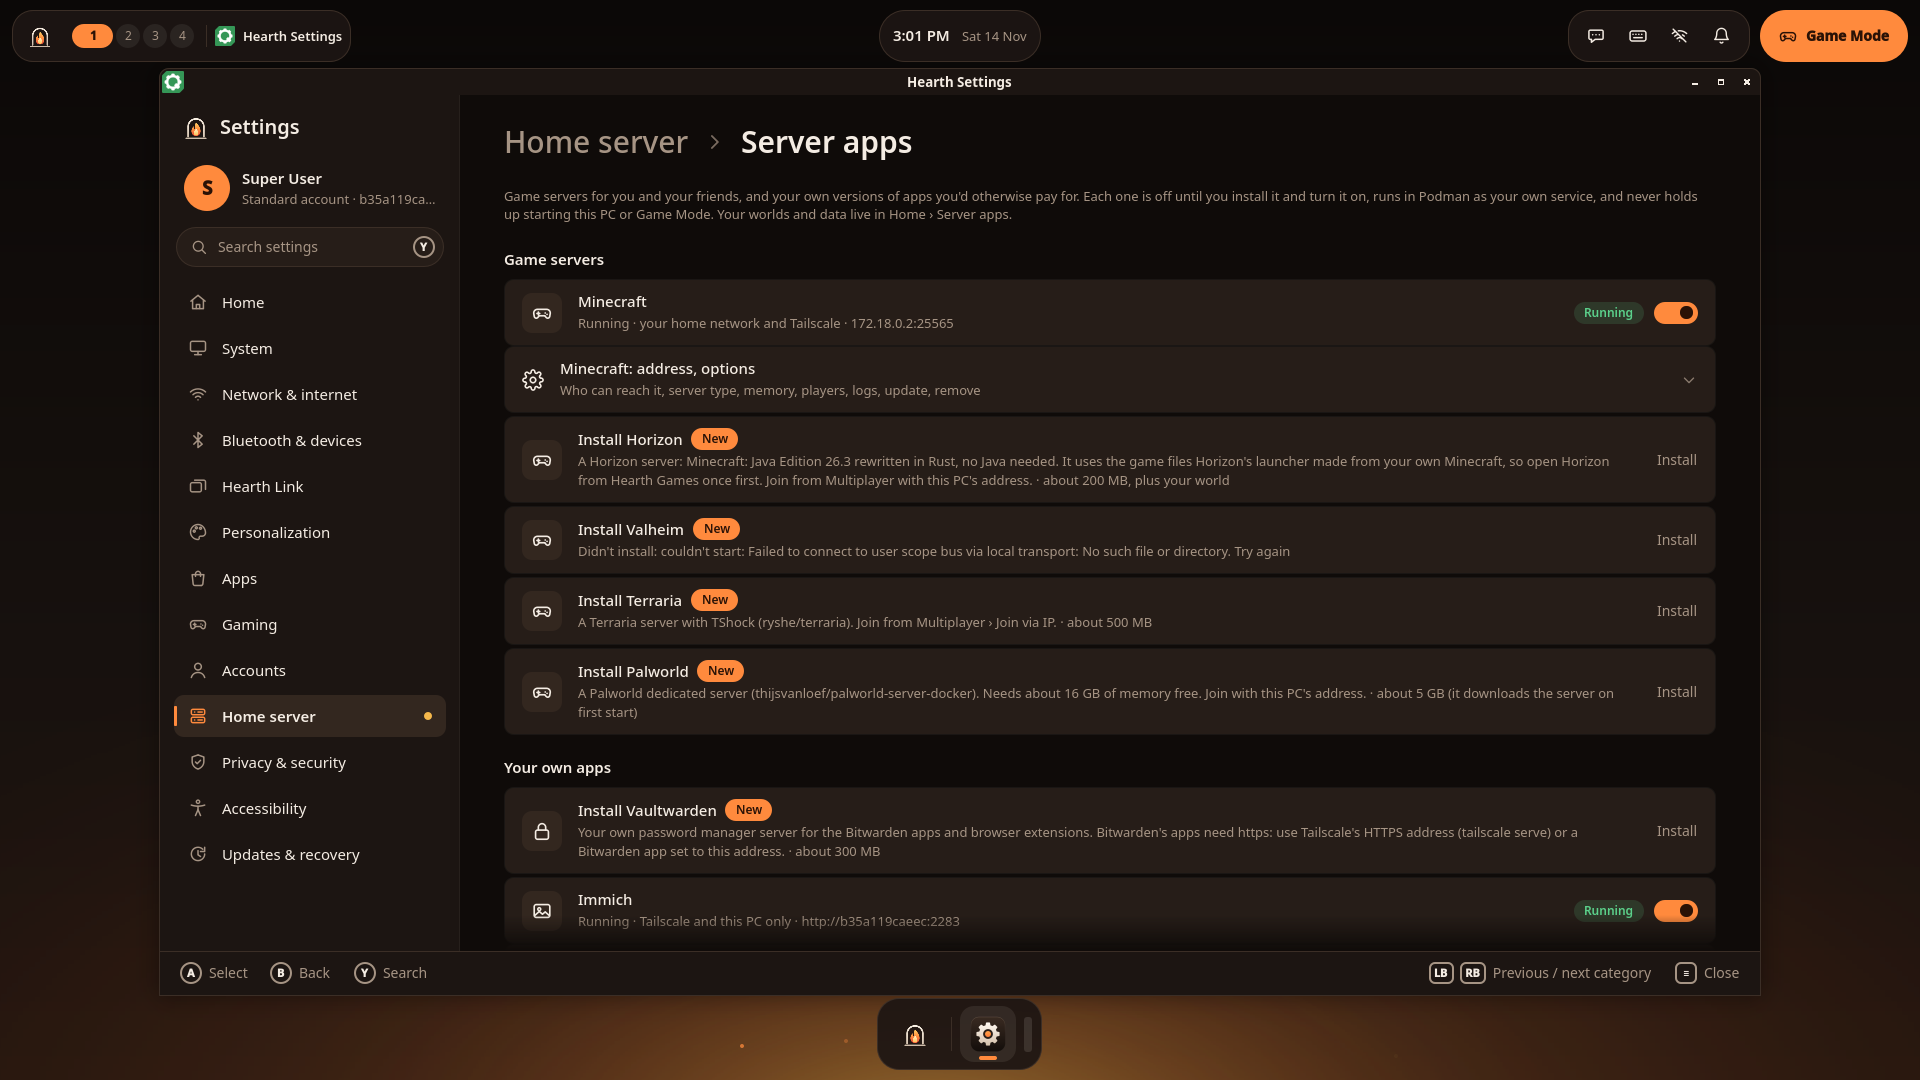 1 2 3 4 Hearth Settings
3:01 PM Sat 14 Nov
Game Mode
Hearth Settings
Settings
S
Super User
Standard account · b35a119ca...
Search settings Y
Home
System
Network & internet
Bluetooth & devices
Hearth Link
Personalization
Apps
Gaming
Accounts
Home server
Privacy & security
Accessibility
Updates & recovery
Home server › Server apps
Game servers for you and your friends, and your own versions of apps you'd otherwise pay for. Each one is off until you install it and turn it on, runs in Podman as your own service, and never holds
up starting this PC or Game Mode. Your worlds and data live in Home › Server apps.
Game servers
Minecraft
Running · your home network and Tailscale · 172.18.0.2:25565
Running
Minecraft: address, options
Who can reach it, server type, memory, players, logs, update, remove
Install Horizon New
A Horizon server: Minecraft: Java Edition 26.3 rewritten in Rust, no Java needed. It uses the game files Horizon's launcher made from your own Minecraft, so open Horizon
from Hearth Games once first. Join from Multiplayer with this PC's address. · about 200 MB, plus your world
Install
Install Valheim New
Didn't install: couldn't start: Failed to connect to user scope bus via local transport: No such file or directory. Try again
Install
Install Terraria New
A Terraria server with TShock (ryshe/terraria). Join from Multiplayer › Join via IP. · about 500 MB
Install
Install Palworld New
A Palworld dedicated server (thijsvanloef/palworld-server-docker). Needs about 16 GB of memory free. Join with this PC's address. · about 5 GB (it downloads the server on
first start)
Install
Your own apps
Install Vaultwarden New
Your own password manager server for the Bitwarden apps and browser extensions. Bitwarden's apps need https: use Tailscale's HTTPS address (tailscale serve) or a
Bitwarden app set to this address. · about 300 MB
Install
Immich
Running · Tailscale and this PC only · http://b35a119caeec:2283
Running
A Select B Back Y Search
LB RB Previous / next category ≡ Close